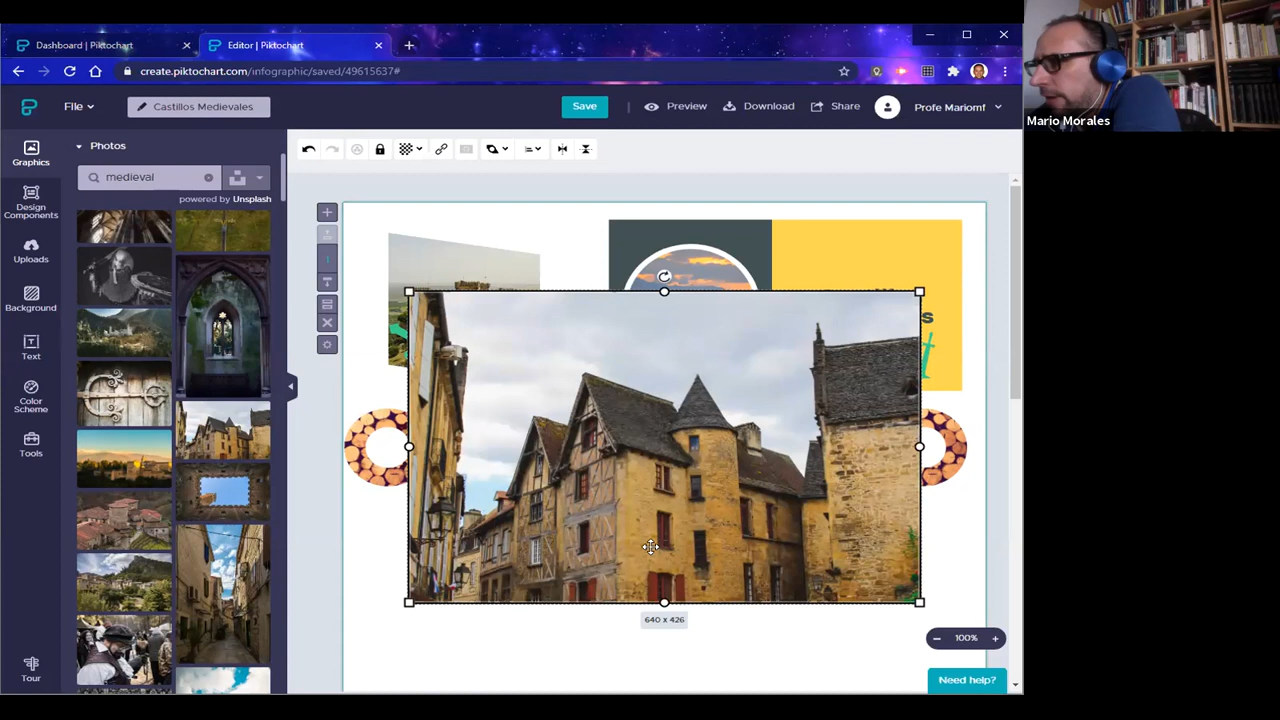 Dashboard | Piktochart
Editor | Piktochart
create.piktochart.com/infographic/saved/49615637#
Mario Morales
File
Castillos Medievales
Save
Preview
Download
Share
Profe Mariomf
Graphics
Photos
medieval
powered by Unsplash
Design
Components
Uploads
Background
Text
Color
Scheme
Tools
Tour
1
s
t
640 x 426
100%
Need help?